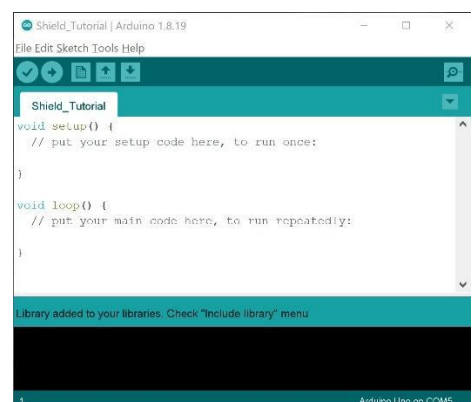 Shield_Tutorial | Arduino 1.8.19
File Edit Sketch Tools Help
Shield_Tutorial
void setup() {
// put your setup code here, to run once:
}
void loop() {
// put your main code here, to run repeatedly:
}
Library added to your libraries. Check "Include library" menu
1
Arduino Uno on COM5